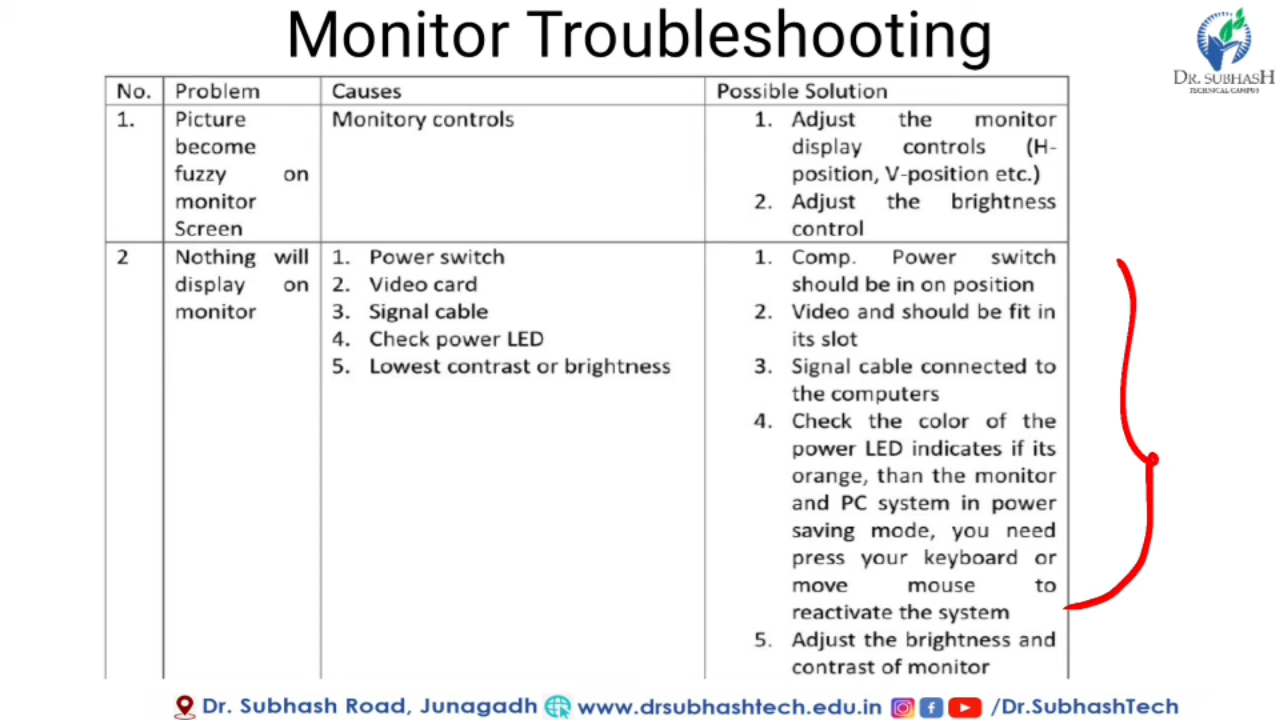 Monitor Troubleshooting
DR. SUBHASH
TECHNICAL CAMPUS
No. Problem Causes Possible Solution
1. Picture become fuzzy on monitor Screen
Monitory controls
1. Adjust the monitor
display controls (H-
position, V-position etc.)
2. Adjust the brightness
control
2 Nothing will
display on
monitor
1. Power switch
2. Video card
3. Signal cable
4. Check power LED
5. Lowest contrast or brightness
1. Comp. Power switch
should be in on position
2. Video and should be fit in
its slot
3. Signal cable connected to
the computers
4. Check the color of the
power LED indicates if its
orange, than the monitor
and PC system in power
saving mode, you need
press your keyboard or
move mouse to
reactivate the system
5. Adjust the brightness and
contrast of monitor
Dr. Subhash Road, Junagadh www.drsubhashtech.edu.in /Dr.SubhashTech